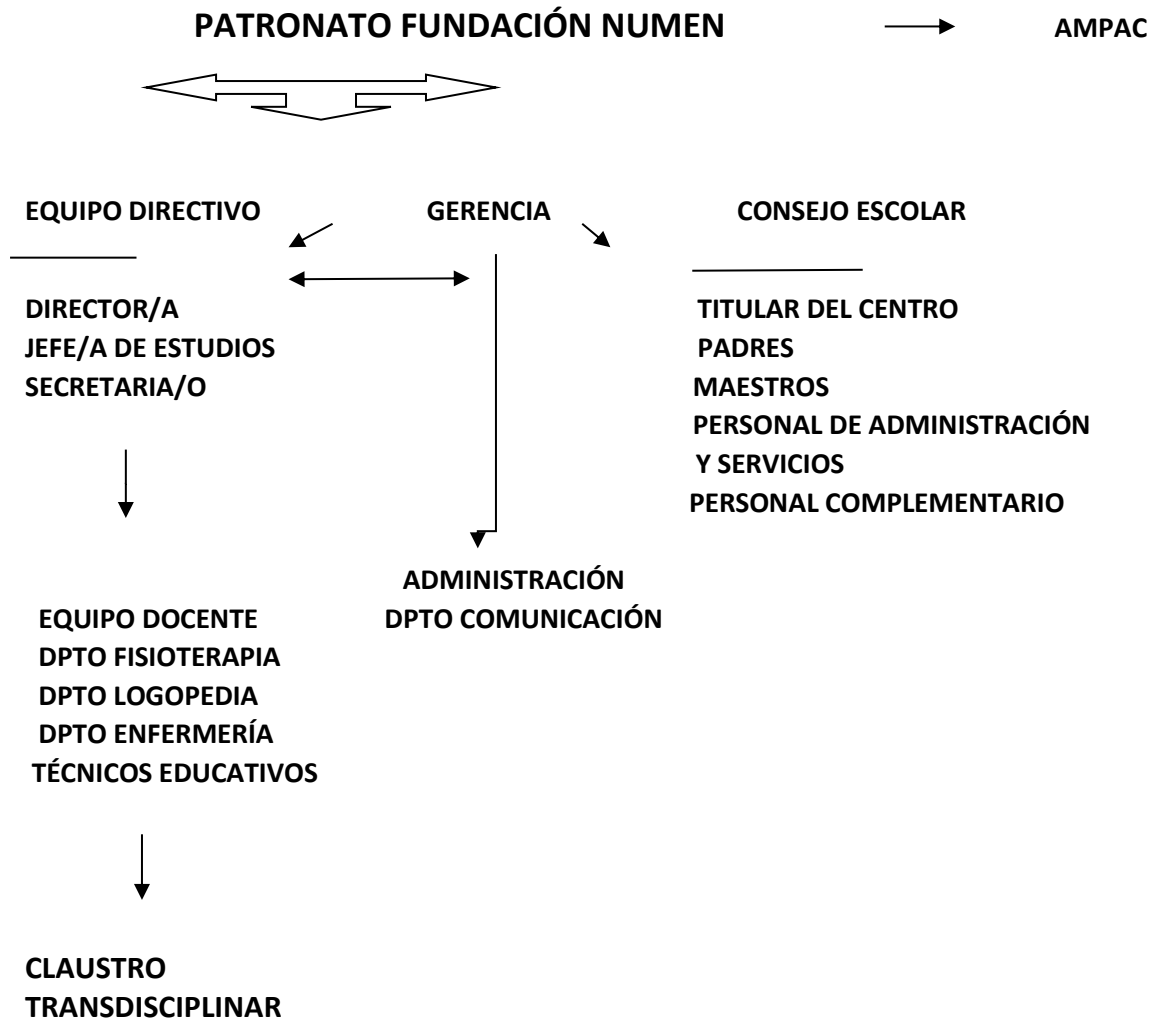 PATRONATO FUNDACIÓN NUMEN
AMPAC
EQUIPO DIRECTIVO
GERENCIA
CONSEJO ESCOLAR
DIRECTOR/A
JEFE/A DE ESTUDIOS
SECRETARIA/O
TITULAR DEL CENTRO
PADRES
MAESTROS
PERSONAL DE ADMINISTRACIÓN
Y SERVICIOS
PERSONAL COMPLEMENTARIO
ADMINISTRACIÓN
DPTO COMUNICACIÓN
EQUIPO DOCENTE
DPTO FISIOTERAPIA
DPTO LOGOPEDIA
DPTO ENFERMERÍA
TÉCNICOS EDUCATIVOS
CLAUSTRO
TRANSDISCIPLINAR